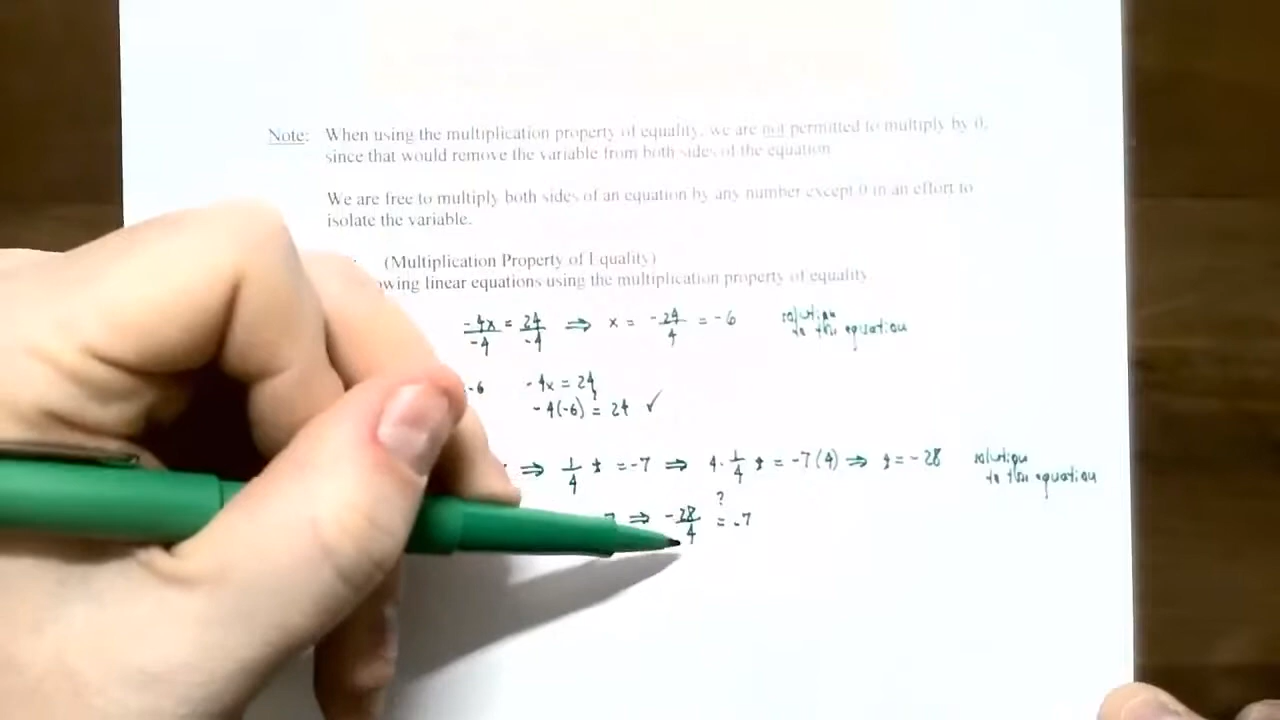 Note: When using the multiplication property of equality, we are not permitted to multiply by 0,
since that would remove the variable from both sides of the equation
We are free to multiply both sides of an equation by any number except 0 in an effort to
isolate the variable.
(Multiplication Property of Equality)
owing linear equations using the multiplication property of equality
-4x/-4 = 24/-4 ⇒ x = -24/4 = -6 solution
to this equation
-6 -4x = 24
-4(-6) ≟ 24 ✓
⇒ 1/4 t = -7 ⇒ 4·1/4 t = -7(4) ⇒ t = -28 solution
to this equation
7 ⇒ -28/4 ≟ -7